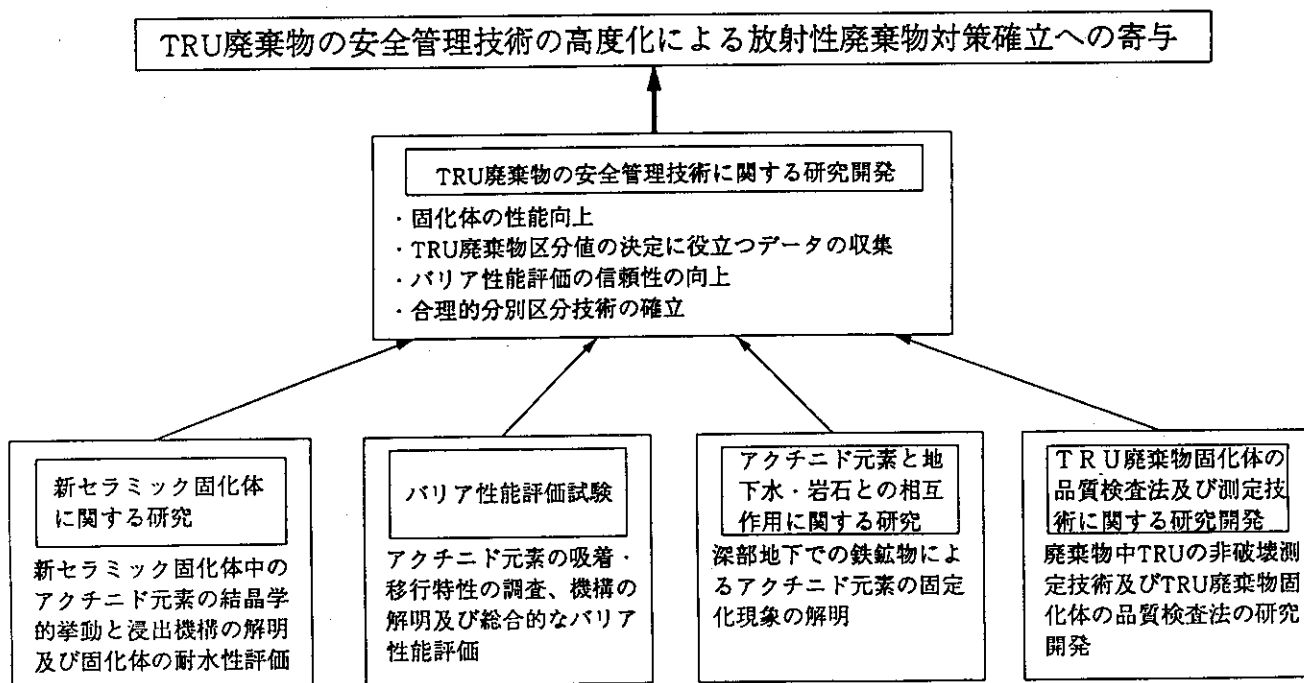 TRU廃棄物の安全管理技術の高度化による放射性廃棄物対策確立への寄与
TRU廃棄物の安全管理技術に関する研究開発
・固化体の性能向上
・TRU廃棄物区分値の決定に役立つデータの収集
・バリア性能評価の信頼性の向上
・合理的分別区分技術の確立
新セラミック固化体
に関する研究
新セラミック固化体中の
アクチニド元素の結晶学
的挙動と浸出機構の解明
及び固化体の耐水性評価
バリア性能評価試験
アクチニド元素の吸着・
移行特性の調査、機構の
解明及び総合的なバリア
性能評価
アクチニド元素と地
下水・岩石との相互
作用に関する研究
深部地下での鉄鉱物に
よるアクチニド元素の固定
化現象の解明
TRU廃棄物固化体の
品質検査法及び測定技
術に関する研究開発
廃棄物中TRUの非破壊測
定技術及びTRU廃棄物固
化体の品質検査法の研究
開発